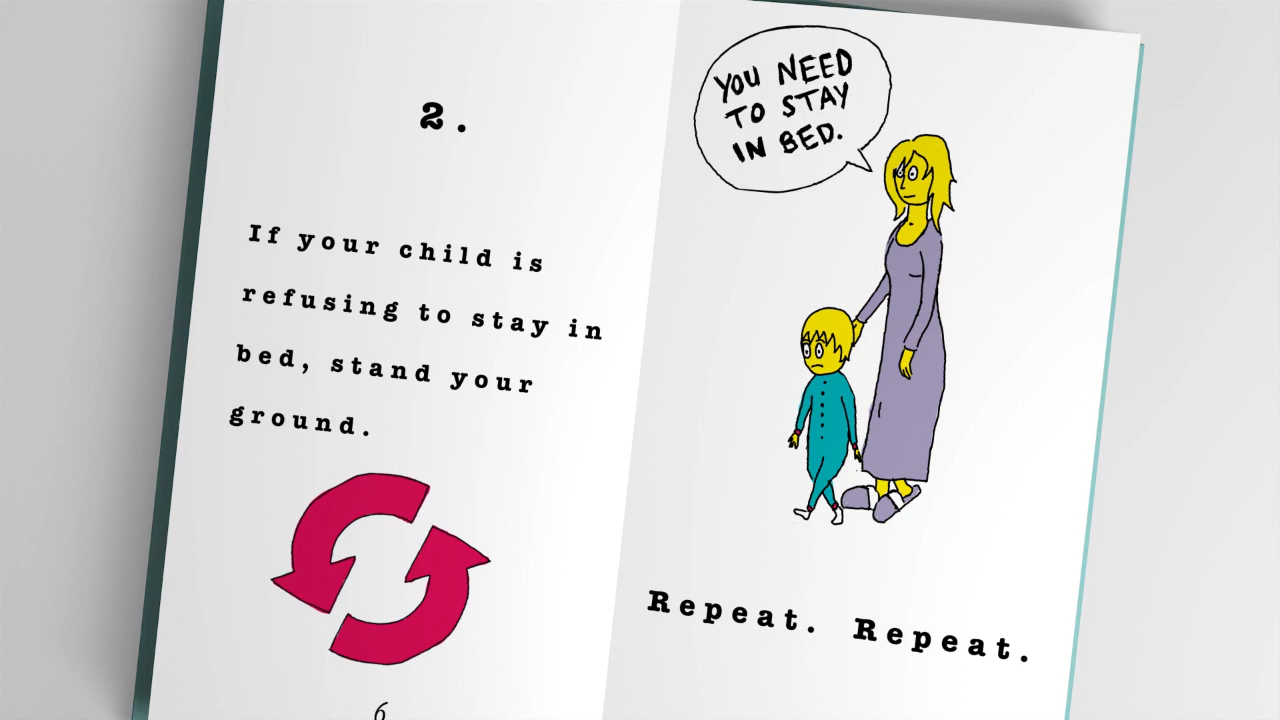 2.
If your child is
refusing to stay in
bed, stand your
ground.
6
YOU NEED
TO STAY
IN BED.
Repeat. Repeat.